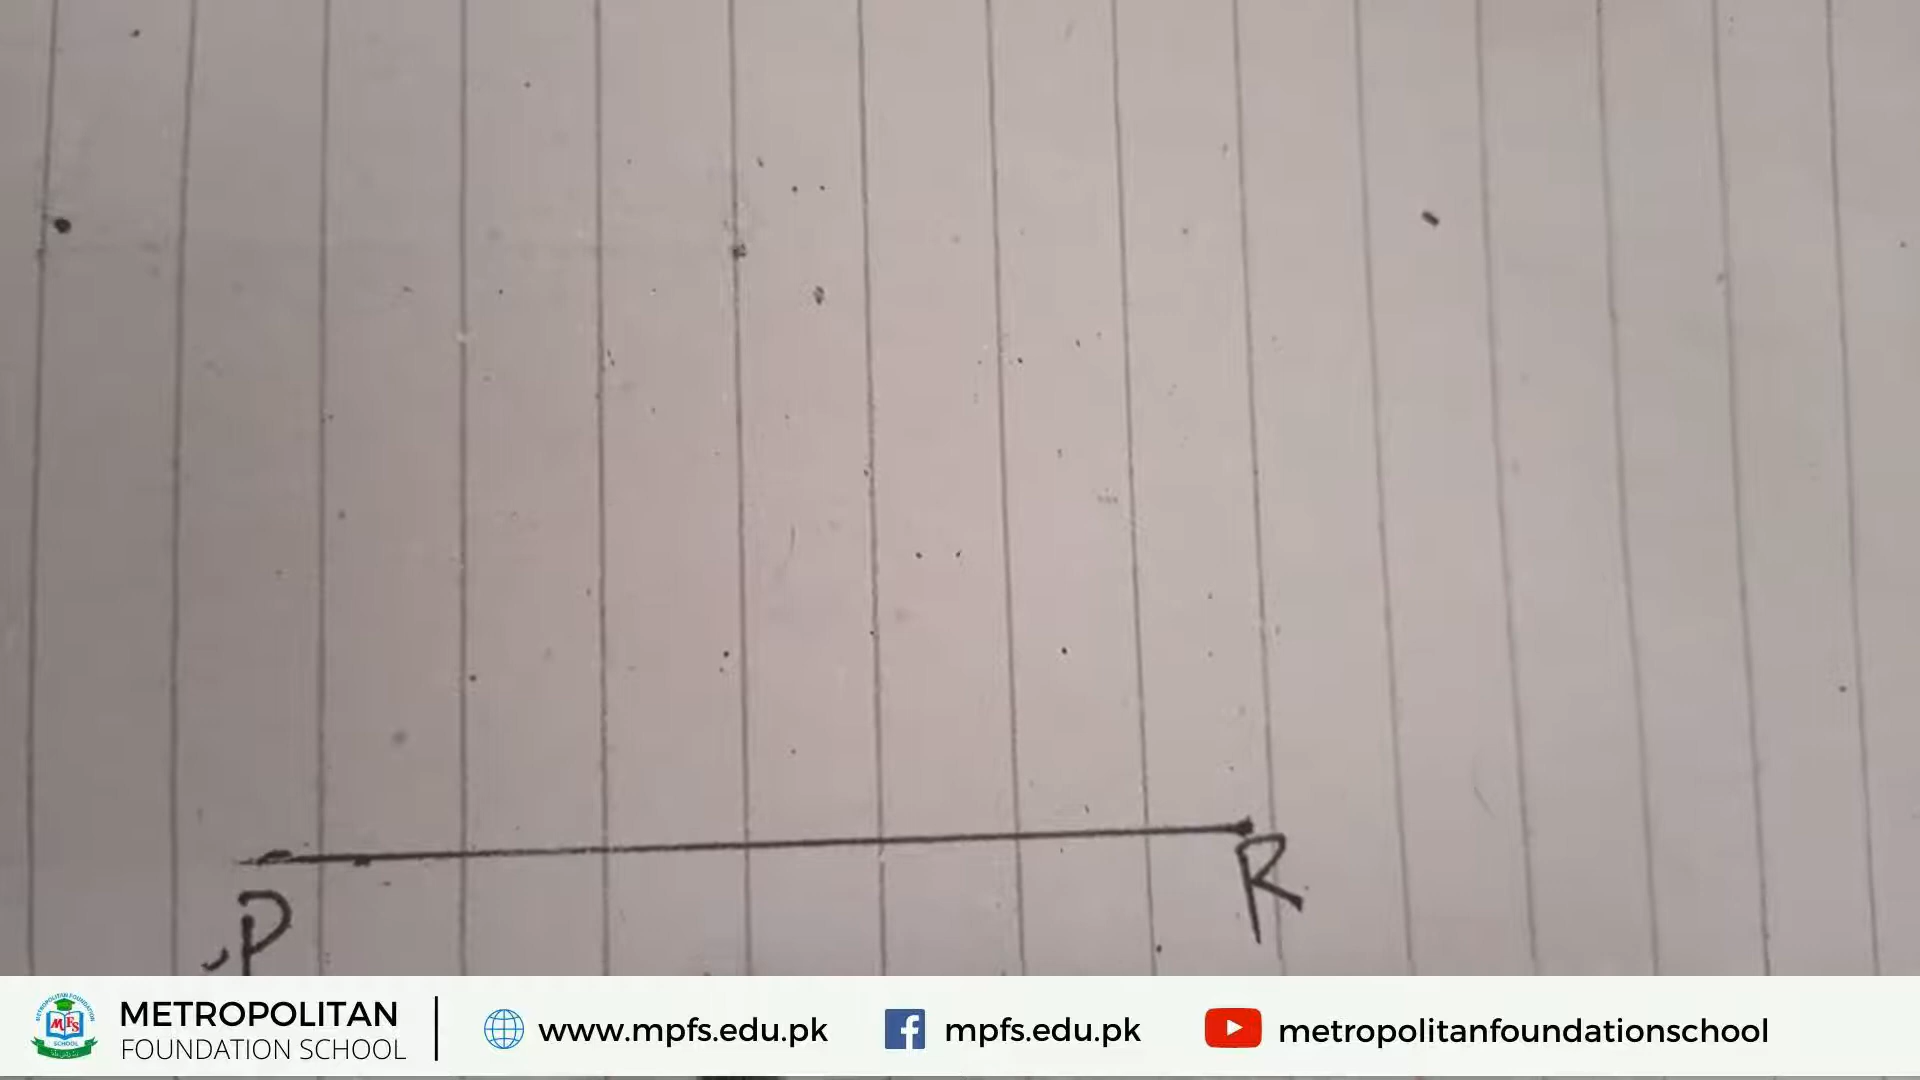 P R
METROPOLITAN
FOUNDATION SCHOOL
www.mpfs.edu.pk
mpfs.edu.pk
metropolitanfoundationschool